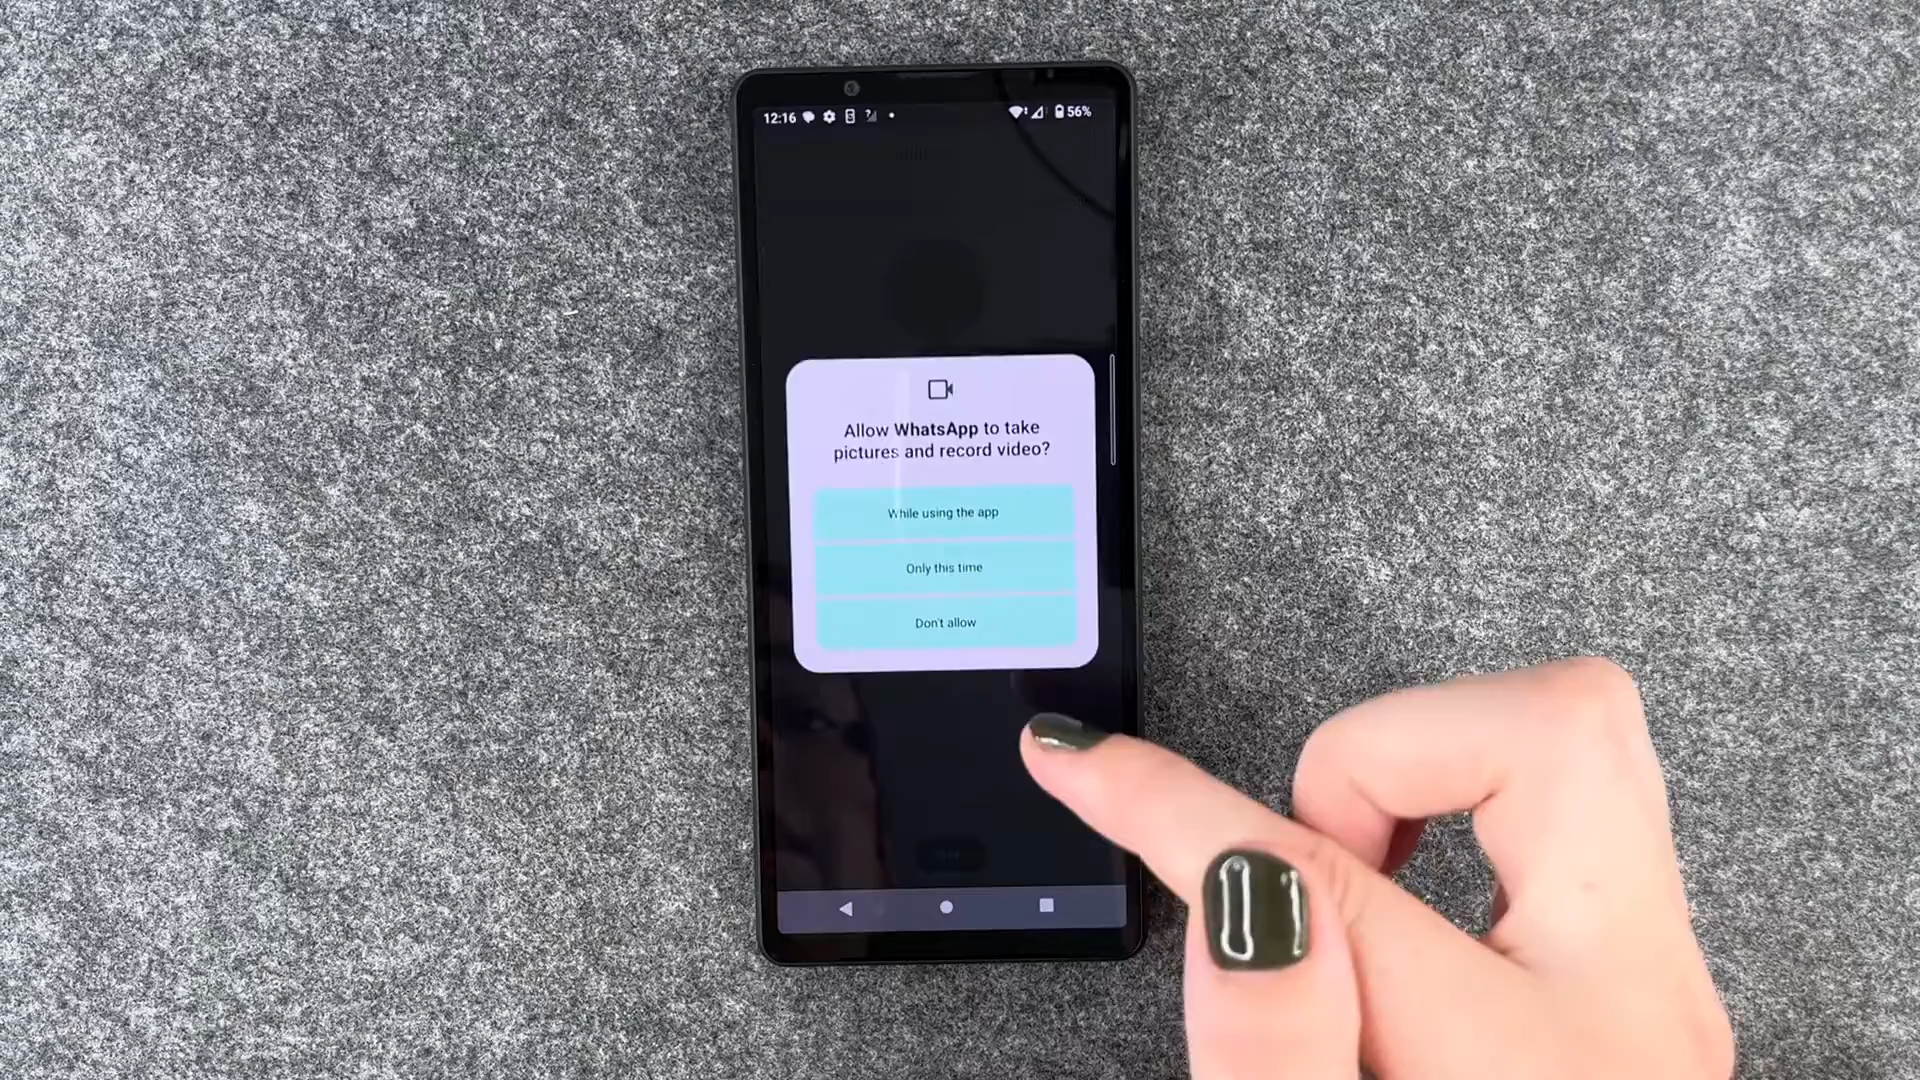 12:16 56%
Allow WhatsApp to take
pictures and record video?
While using the app
Only this time
Don't allow